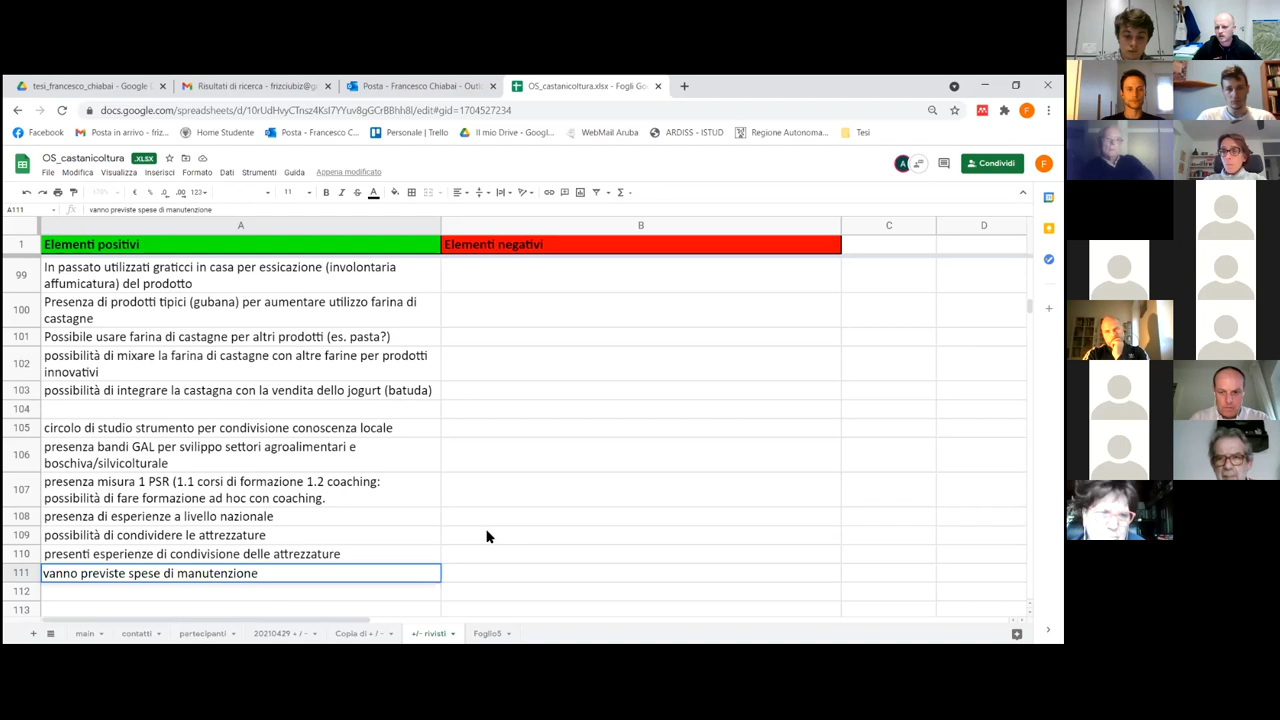 tesi_francesco_chiabai - Google
Risultati di ricerca - frizciubiz@g
Posta - Francesco Chiabai - Outl
OS_castanicoltura.xlsx - Fogli Go
docs.google.com/spreadsheets/d/10rUdHvyCTnsz4KsI7YYuv8gGCrBBhh8l/edit#gid=1704527234
F
Facebook
Posta in arrivo - friz...
Home Studente
Posta - Francesco C...
Personale | Trello
Il mio Drive - Googl...
WebMail Aruba
ARDISS - ISTUD
Regione Autonoma...
Tesi
OS_castanicoltura .XLSX
File Modifica Visualizza Inserisci Formato Dati Strumenti Guida Appena modificato
A
Condividi
F
€ % .0 .00 123 11 B I S A
A111 fx vanno previste spese di manutenzione
A B C D
1 Elementi positivi Elementi negativi
99 In passato utilizzati graticci in casa per essicazione (involontaria
affumicatura) del prodotto
100 Presenza di prodotti tipici (gubana) per aumentare utilizzo farina di
castagne
101 Possibile usare farina di castagne per altri prodotti (es. pasta?)
102 possibilità di mixare la farina di castagne con altre farine per prodotti
innovativi
103 possibilità di integrare la castagna con la vendita dello jogurt (batuda)
104
105 circolo di studio strumento per condivisione conoscenza locale
106 presenza bandi GAL per sviluppo settori agroalimentari e
boschiva/silvicolturale
107 presenza misura 1 PSR (1.1 corsi di formazione 1.2 coaching:
possibilità di fare formazione ad hoc con coaching.
108 presenza di esperienze a livello nazionale
109 possibilità di condividere le attrezzature
110 presenti esperienze di condivisione delle attrezzature
111 vanno previste spese di manutenzione
112
113
main contatti partecipanti 20210429 + / - Copia di + / - +/- rivisti Foglio5